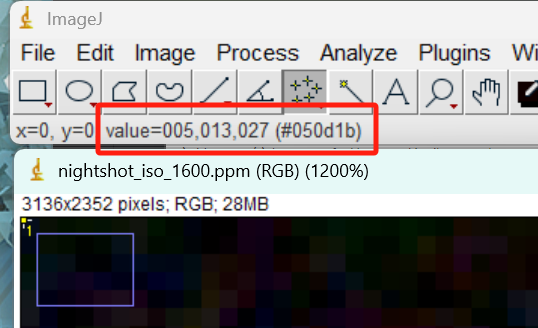 ImageJ
File Edit Image Process Analyze Plugins Wi
x=0, y=0 value=005,013,027 (#050d1b)
nightshot_iso_1600.ppm (RGB) (1200%)
3136x2352 pixels; RGB; 28MB
1